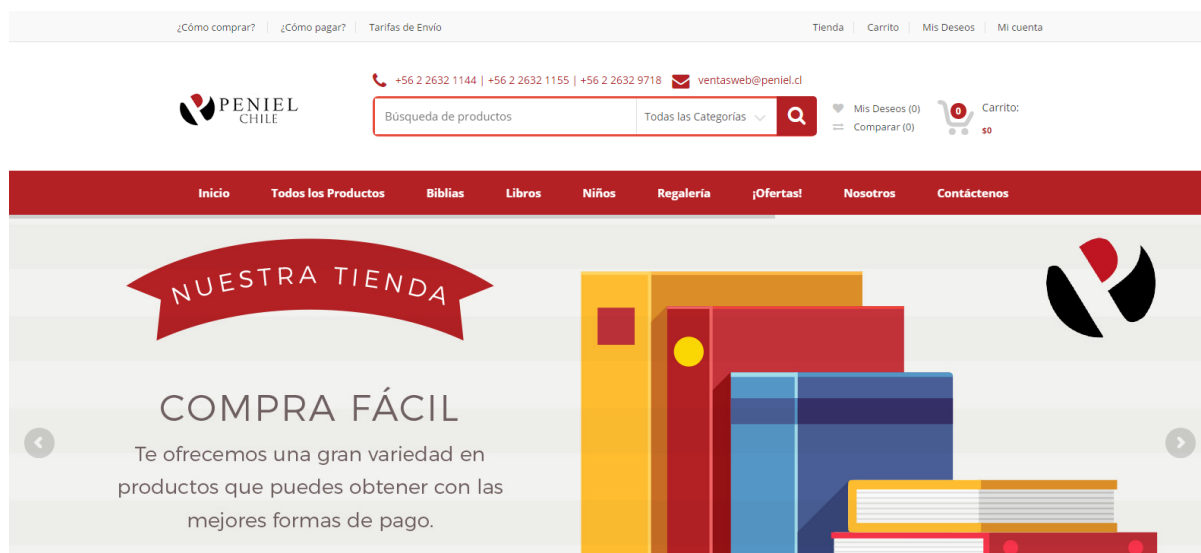 ¿Cómo comprar? ¿Cómo pagar? Tarifas de Envío Tienda Carrito Mis Deseos Mi cuenta
+56 2 2632 1144 | +56 2 2632 1155 | +56 2 2632 9718 ventasweb@peniel.cl
PENIEL
CHILE
Búsqueda de productos Todas las Categorías
Mis Deseos (0)
Comparar (0)
0
Carrito:
$0
Inicio Todos los Productos Biblias Libros Niños Regalería ¡Ofertas! Nosotros Contáctenos
NUESTRA TIENDA
COMPRA FÁCIL
Te ofrecemos una gran variedad en
productos que puedes obtener con las
mejores formas de pago.